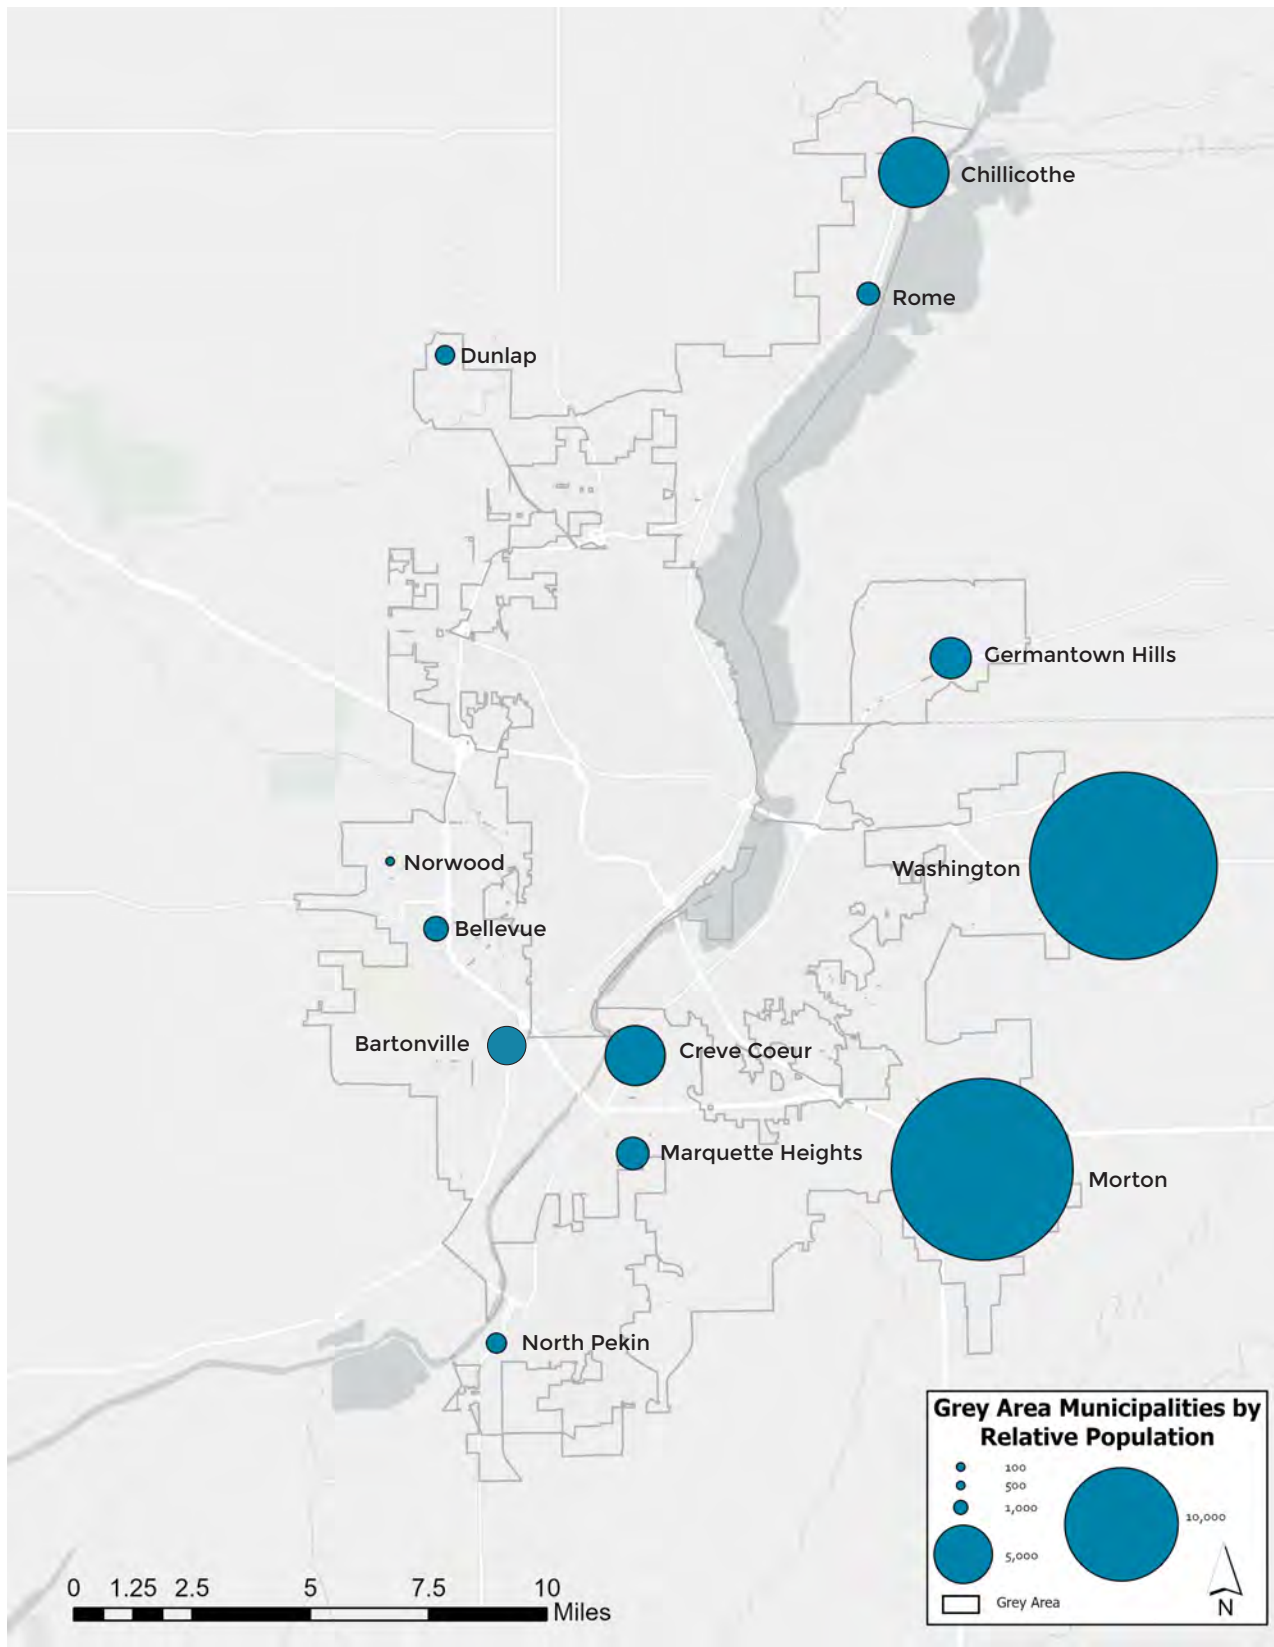 Chillicothe
Rome
Dunlap
Germantown Hills
Washington
Norwood
Bellevue
Bartonville
Creve Coeur
Marquette Heights
Morton
North Pekin
Grey Area Municipalities by
Relative Population
100
500
1,000
5,000
10,000
Grey Area
N
0 1.25 2.5 5 7.5 10
Miles